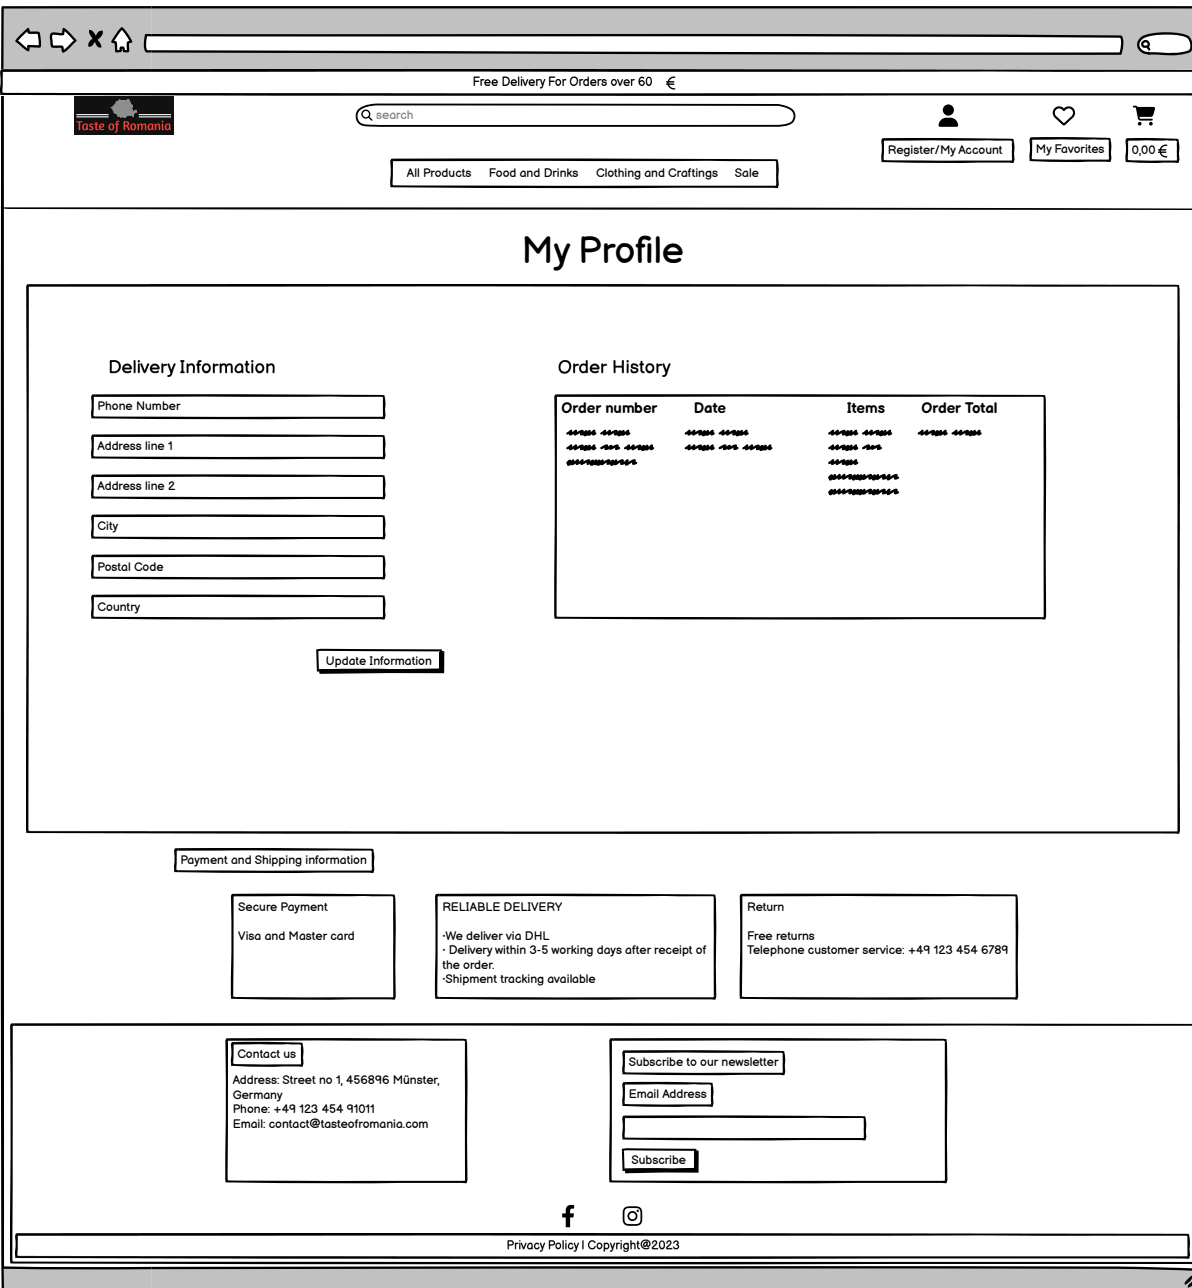 Free Delivery For Orders over 60 €
Taste of Romania
search
Register/My Account
My Favorites
0,00 €
All Products Food and Drinks Clothing and Craftings Sale
My Profile
Delivery Information
Phone Number
Address line 1
Address line 2
City
Postal Code
Country
Update Information
Order History
Order number Date Items Order Total
Payment and Shipping information
Secure Payment
Visa and Master card
RELIABLE DELIVERY
·We deliver via DHL
· Delivery within 3-5 working days after receipt of
the order.
·Shipment tracking available
Return
Free returns
Telephone customer service: +49 123 454 6789
Contact us
Address: Street no 1, 456896 Münster,
Germany
Phone: +49 123 454 91011
Email: contact@tasteofromania.com
Subscribe to our newsletter
Email Address
Subscribe
Privacy Policy | Copyright@2023